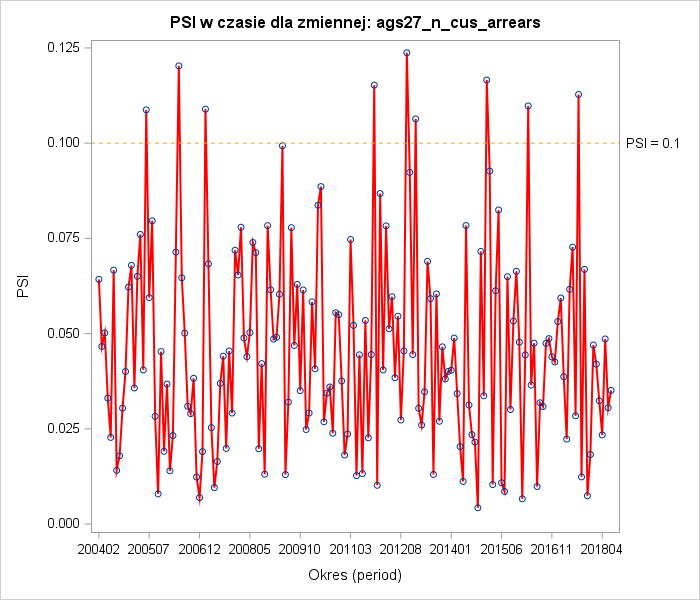 PSI w czasie dla zmiennej: ags27_n_cus_arrears
0.125
0.100
PSI = 0.1
0.075
PSI
0.050
0.025
0.000
200402 200507 200612 200805 200910 201103 201208 201401 201506 201611 201804
Okres (period)